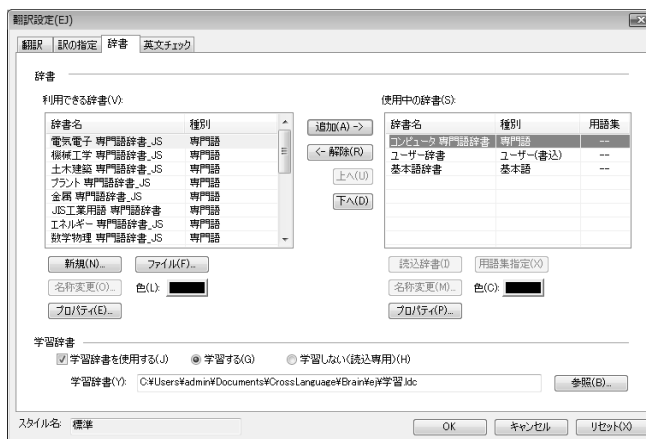 翻訳設定(EJ)
翻訳 訳の指定 辞書 英文チェック
辞書
利用できる辞書(V): 使用中の辞書(S):
辞書名 種別 追加(A) -> 辞書名 種別 用語集
電気電子 専門語辞書_JS 専門語 コンピュータ 専門語辞書 専門語 --
機械工学 専門語辞書_JS 専門語 <- 解除(R) ユーザー辞書 ユーザー(書込) --
土木建築 専門語辞書_JS 専門語 基本語辞書 基本語 --
プラント 専門語辞書_JS 専門語 上へ(U)
金属 専門語辞書_JS 専門語
JIS工業用語 専門語辞書 専門語 下へ(D)
エネルギー 専門語辞書_JS 専門語
数学物理 専門語辞書_JS 専門語
新規(N)... ファイル(F)... 読込辞書(I) 用語集指定(X)
名称変更(O)... 色(L): 名称変更(M)... 色(C):
プロパティ(E)... プロパティ(P)...
学習辞書
学習辞書を使用する(J) 学習する(G) 学習しない(読込専用)(H)
学習辞書(Y): C:¥Users¥admin¥Documents¥CrossLanguage¥Brain¥ej¥学習.ldc 参照(B)...
スタイル名: 標準 OK キャンセル リセット(X)